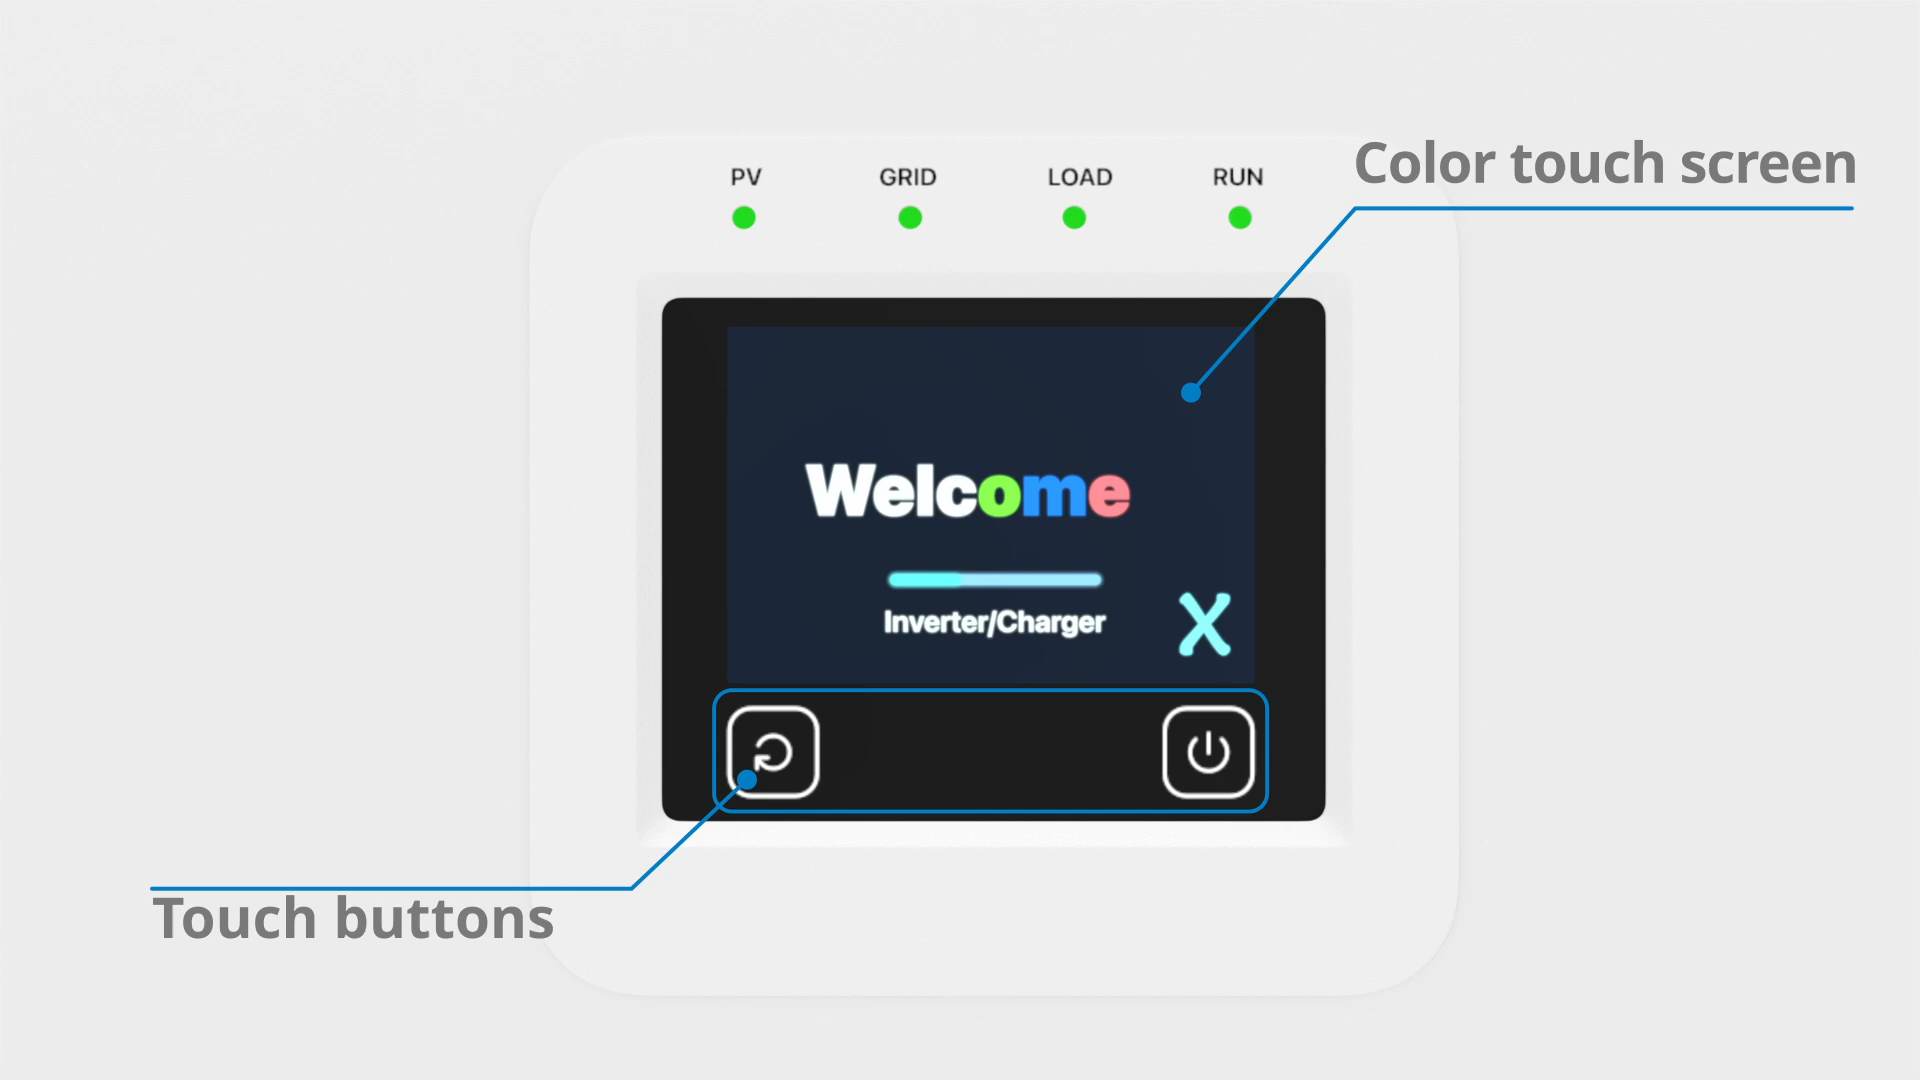 PV GRID LOAD RUN
Color touch screen
Welcome
Inverter/Charger
X
Touch buttons